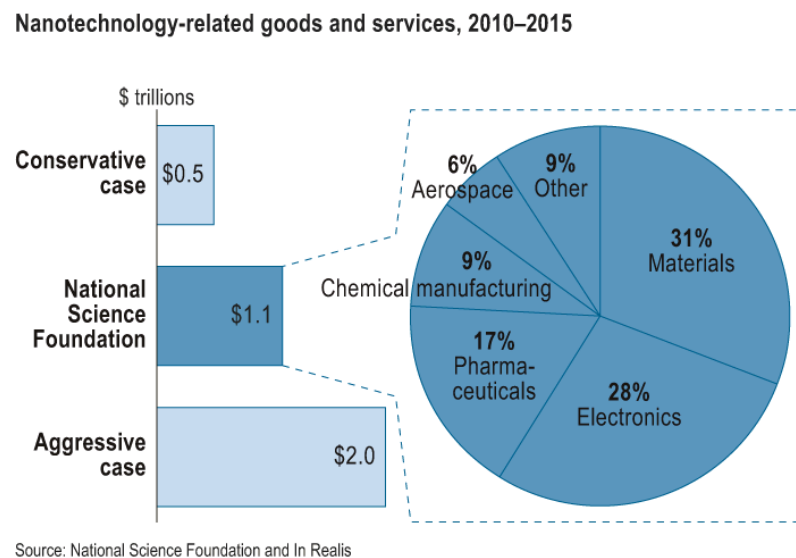 Nanotechnology-related goods and services, 2010–2015
$ trillions
Conservative
case
$0.5
National
Science
Foundation
$1.1
Aggressive
case
$2.0
6%
Aerospace
9%
Other
31%
Materials
9%
Chemical manufacturing
17%
Pharma-
ceuticals
28%
Electronics
Source: National Science Foundation and In Realis